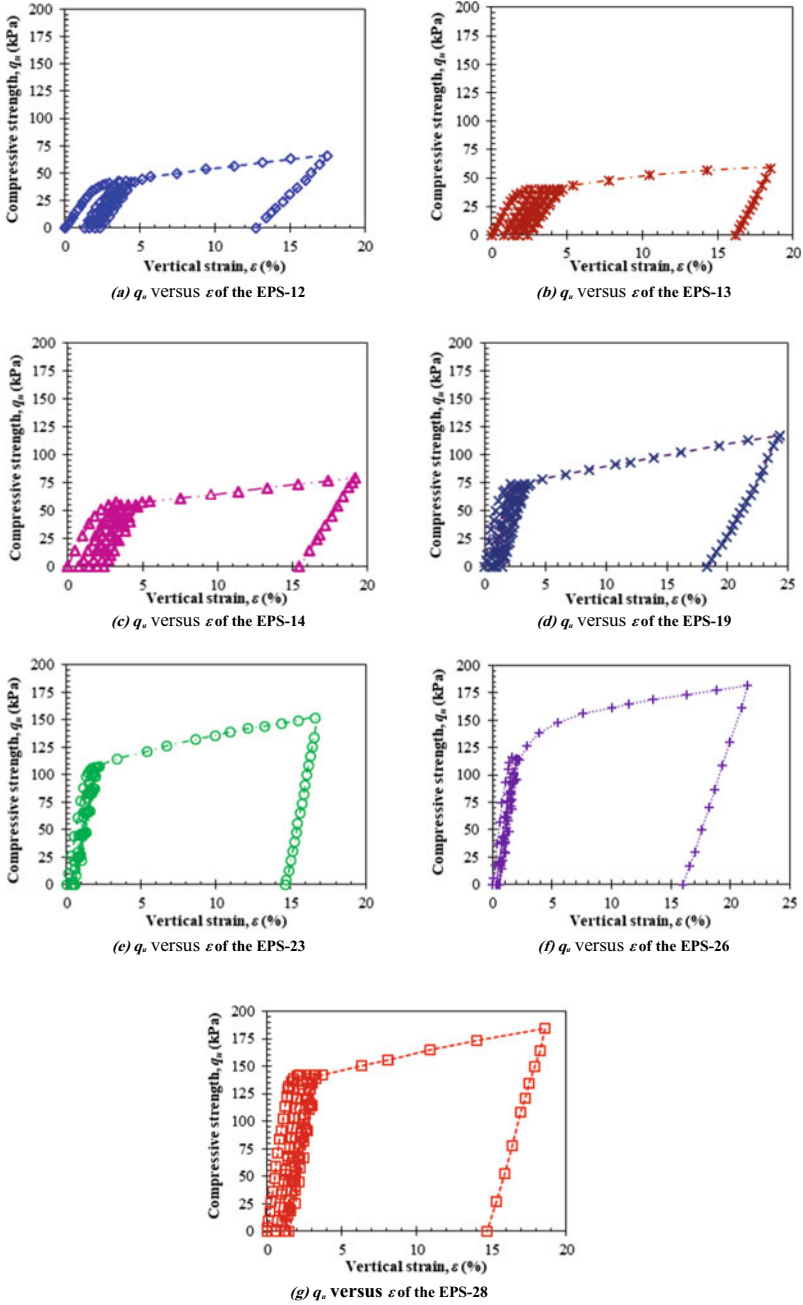 Compressive strength, qu (kPa)
200
175
150
125
100
75
50
25
0
0 5 10 15 20
Vertical strain, ε (%)
(a) qu versus ε of the EPS-12
Compressive strength, qu (kPa)
200
175
150
125
100
75
50
25
0
0 5 10 15 20
Vertical strain, ε (%)
(b) qu versus ε of the EPS-13
Compressive strength, qu (kPa)
200
175
150
125
100
75
50
25
0
0 5 10 15 20
Vertical strain, ε (%)
(c) qu versus ε of the EPS-14
Compressive strength, qu (kPa)
200
175
150
125
100
75
50
25
0
0 5 10 15 20 25
Vertical strain, ε (%)
(d) qu versus ε of the EPS-19
Compressive strength, qu (kPa)
200
175
150
125
100
75
50
25
0
0 5 10 15 20
Vertical strain, ε (%)
(e) qu versus ε of the EPS-23
Compressive strength, qu (kPa)
200
175
150
125
100
75
50
25
0
0 5 10 15 20 25
Vertical strain, ε (%)
(f) qu versus ε of the EPS-26
Compressive strength, qu (kPa)
200
175
150
125
100
75
50
25
0
0 5 10 15 20
Vertical strain, ε (%)
(g) qu versus ε of the EPS-28